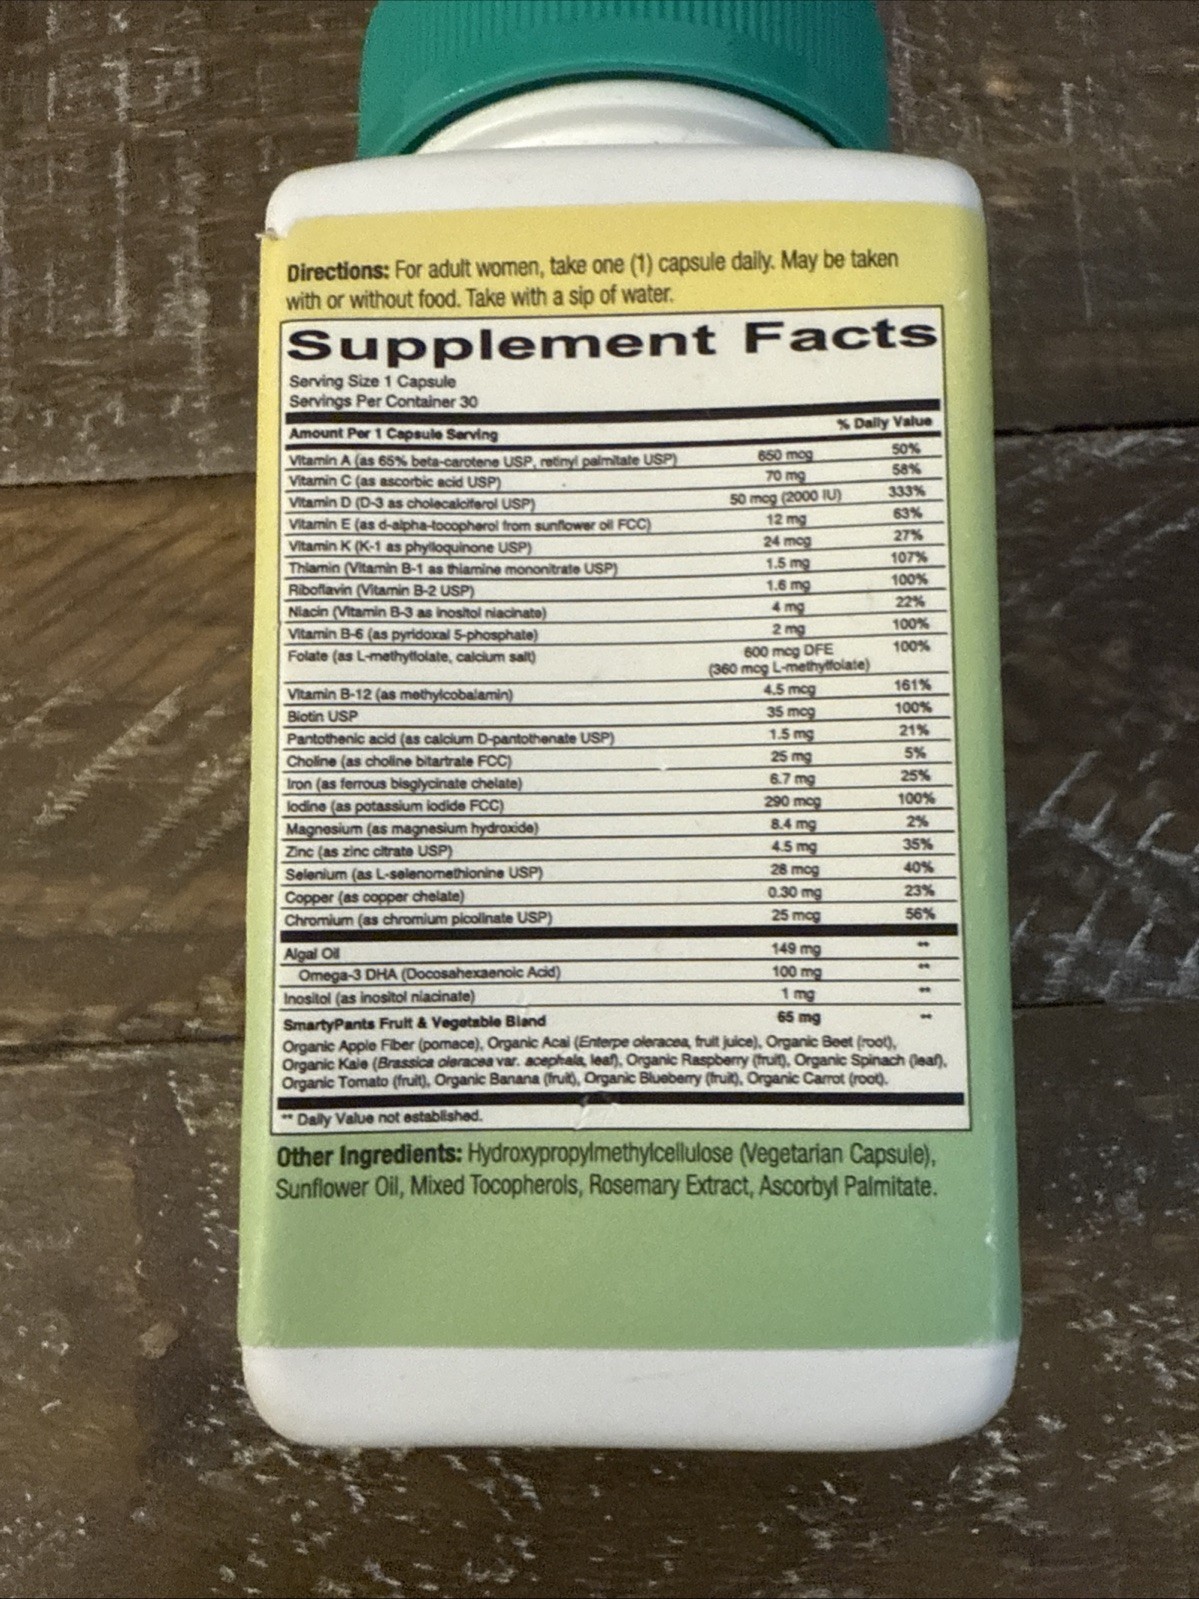 Directions: For adult women, take one (1) capsule daily. May be taken
with or without food. Take with a sip of water.
Supplement Facts
Serving Size 1 Capsule
Servings Per Container 30
Amount Per 1 Capsule Serving % Daily Value
Vitamin A (as 65% beta-carotene USP, retinyl palmitate USP) 650 mcg 50%
Vitamin C (as ascorbic acid USP) 70 mg 58%
Vitamin D (D-3 as cholecalciferol USP) 50 mcg (2000 IU) 333%
Vitamin E (as d-alpha-tocopherol from sunflower oil FCC) 12 mg 63%
Vitamin K (K-1 as phylloquinone USP) 24 mcg 27%
Thiamin (Vitamin B-1 as thiamine mononitrate USP) 1.5 mg 107%
Riboflavin (Vitamin B-2 USP) 1.6 mg 100%
Niacin (Vitamin B-3 as inositol niacinate) 4 mg 22%
Vitamin B-6 (as pyridoxal 5-phosphate) 2 mg 100%
Folate (as L-methylfolate, calcium salt) 600 mcg DFE 100%
(360 mcg L-methylfolate)
Vitamin B-12 (as methylcobalamin) 4.5 mcg 161%
Biotin USP 35 mcg 100%
Pantothenic acid (as calcium D-pantothenate USP) 1.5 mg 21%
Choline (as choline bitartrate FCC) 25 mg 5%
Iron (as ferrous bisglycinate chelate) 6.7 mg 25%
Iodine (as potassium iodide FCC) 290 mcg 100%
Magnesium (as magnesium hydroxide) 8.4 mg 2%
Zinc (as zinc citrate USP) 4.5 mg 35%
Selenium (as L-selenomethionine USP) 28 mcg 40%
Copper (as copper chelate) 0.30 mg 23%
Chromium (as chromium picolinate USP) 25 mcg 56%
Algal Oil 149 mg **
Omega-3 DHA (Docosahexaenoic Acid) 100 mg **
Inositol (as inositol niacinate) 1 mg **
SmartyPants Fruit & Vegetable Blend 65 mg **
Organic Apple Fiber (pomace), Organic Acai (Enterpe oleracea, fruit juice), Organic Beet (root),
Organic Kale (Brassica oleracea var. acephala, leaf), Organic Raspberry (fruit), Organic Spinach (leaf),
Organic Tomato (fruit), Organic Banana (fruit), Organic Blueberry (fruit), Organic Carrot (root).
** Daily Value not established.
Other Ingredients: Hydroxypropylmethylcellulose (Vegetarian Capsule),
Sunflower Oil, Mixed Tocopherols, Rosemary Extract, Ascorbyl Palmitate.